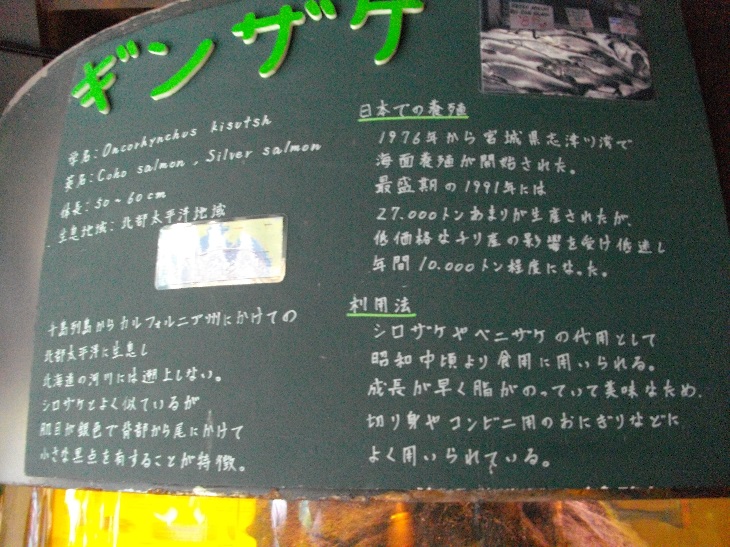 ギンザケ
学名:Oncorhynchus kisutsh
英名:Coho salmon , Silver salmon
体長:50~60cm
生息地域:北部太平洋地域
千島列島からカルフォルニア州にかけての
北部太平洋に生息し
北海道の河川には遡上しない。
シロザケとよく似ているが
肌目が銀色で背部から尾にかけて
小さな黒点を有することが特徴。
日本での養殖
1976年から宮城県志津川湾で
海面養殖が開始された。
最盛期の1991年には
27.000トンあまりが生産されたが、
低価格なチリ産の影響を受け低迷し
年間10.000トン程度になった。
利用法
シロザケやベニザケの代用として
昭和中頃より食用に用いられる。
成長が早く脂がのっていて美味なため、
切り身やコンビニ用のおにぎりなどに
よく用いられている。